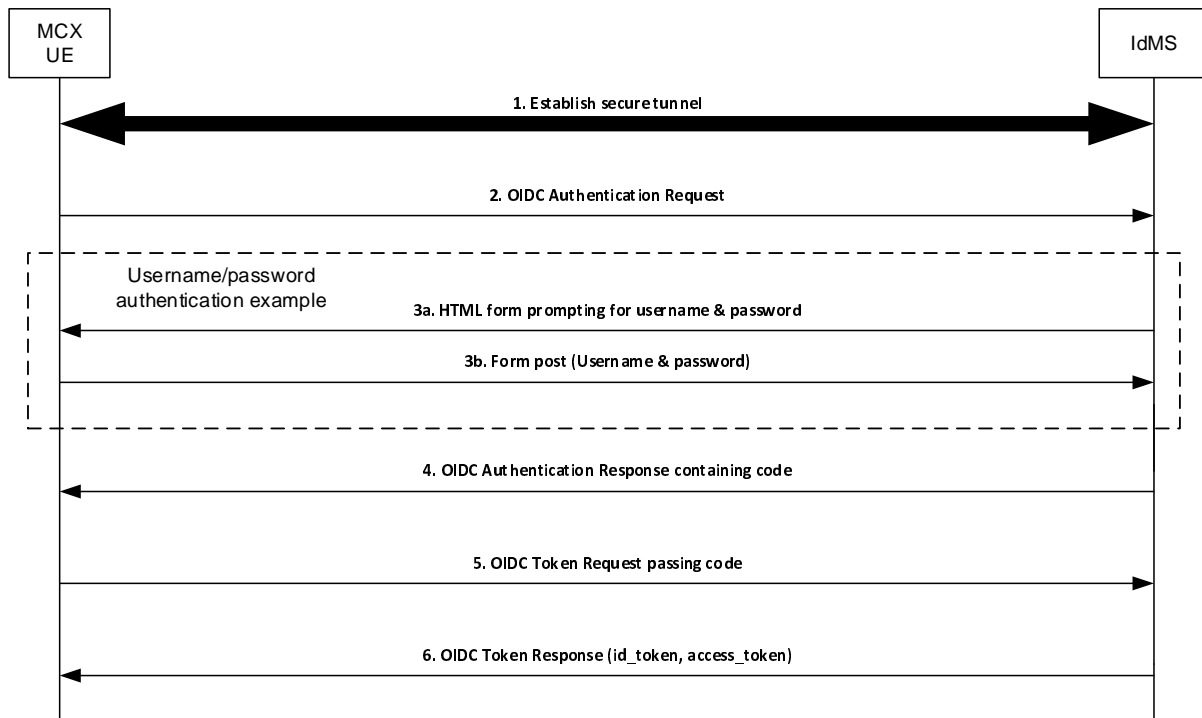 MCX
UE
IdMS
1. Establish secure tunnel
2. OIDC Authentication Request
Username/password
authentication example
3a. HTML form prompting for username & password
3b. Form post (Username & password)
4. OIDC Authentication Response containing code
5. OIDC Token Request passing code
6. OIDC Token Response (id_token, access_token)